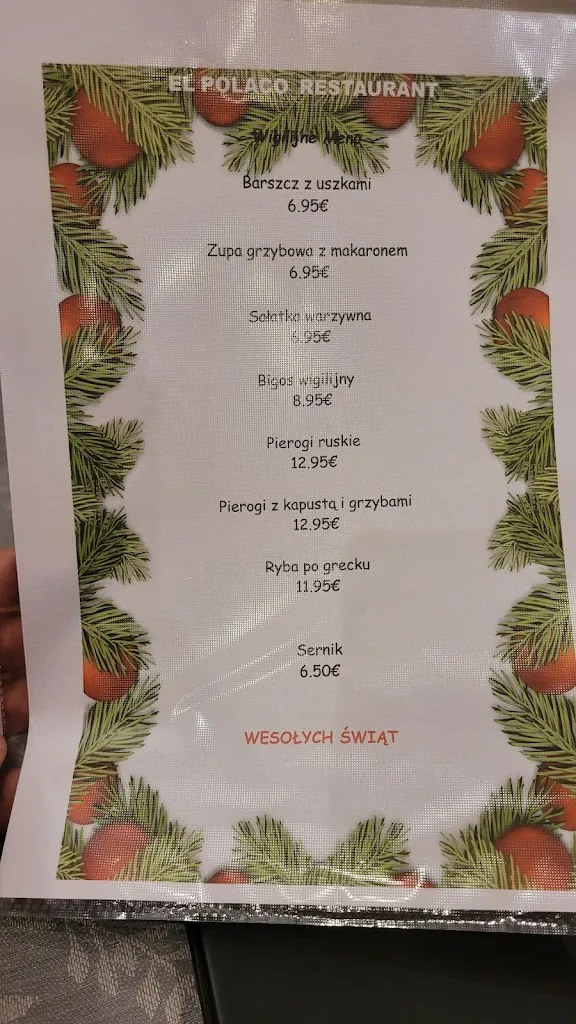 EL POLACO RESTAURANT
Wigilijne Menu
Barszcz z uszkami
6.95€
Zupa grzybowa z makaronem
6.95€
Sałatka warzywna
6.95€
Bigos wigilijny
8.95€
Pierogi ruskie
12.95€
Pierogi z kapustą i grzybami
12.95€
Ryba po grecku
11.95€
Sernik
6.50€
WESOŁYCH ŚWIĄT